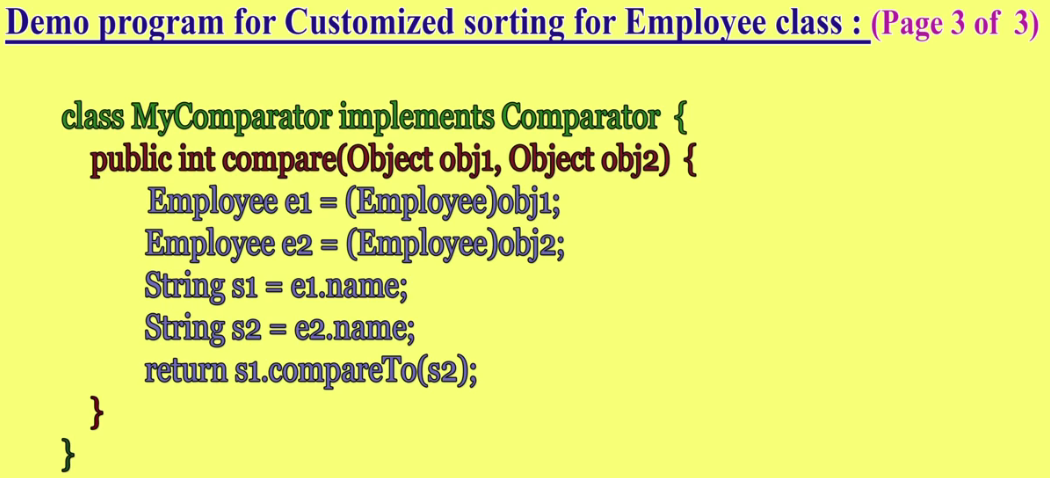 Demo program for Customized sorting for Employee class : (Page 3 of 3)
class MyComparator implements Comparator {
public int compare(Object obj1, Object obj2) {
Employee e1 = (Employee)obj1;
Employee e2 = (Employee)obj2;
String s1 = e1.name;
String s2 = e2.name;
return s1.compareTo(s2);
}
}